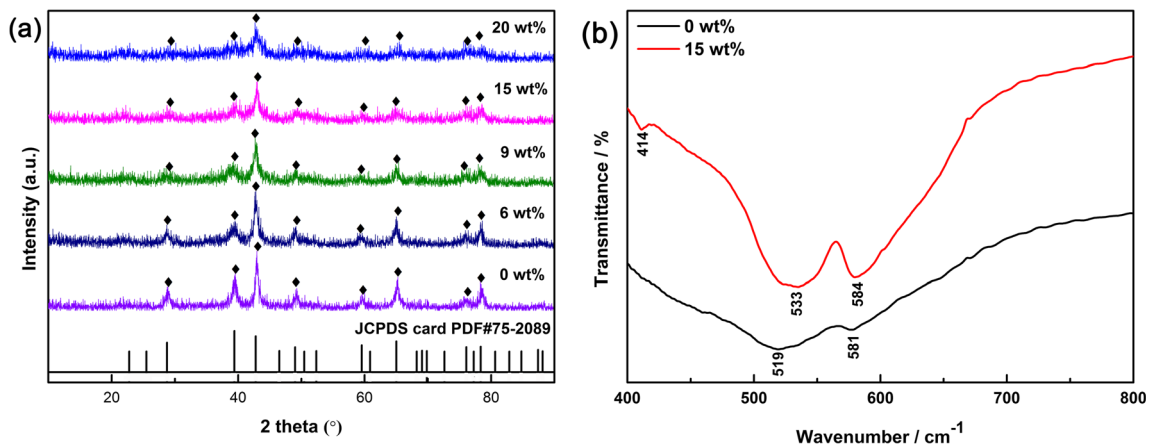 (a)
20 wt%
15 wt%
9 wt%
6 wt%
0 wt%
JCPDS card PDF#75-2089
Intensity (a.u.)
20 40 60 80
2 theta (°)
(b)
0 wt%
15 wt%
414
533
584
519
581
Transmittance / %
400 500 600 700 800
Wavenumber / cm⁻¹